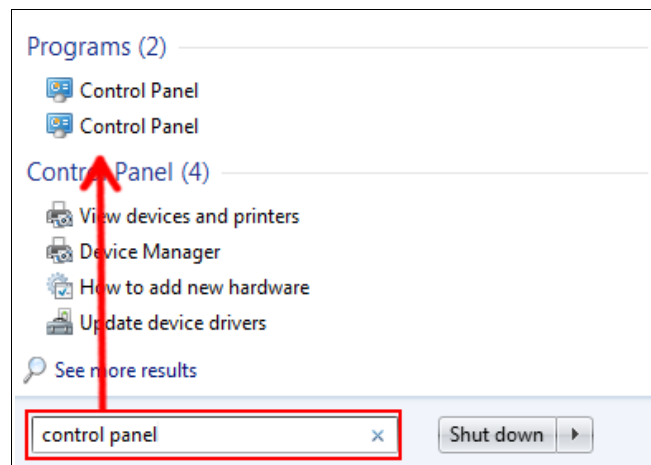 Programs (2)
Control Panel
Control Panel
Control Panel (4)
View devices and printers
Device Manager
How to add new hardware
Update device drivers
See more results
control panel
Shut down